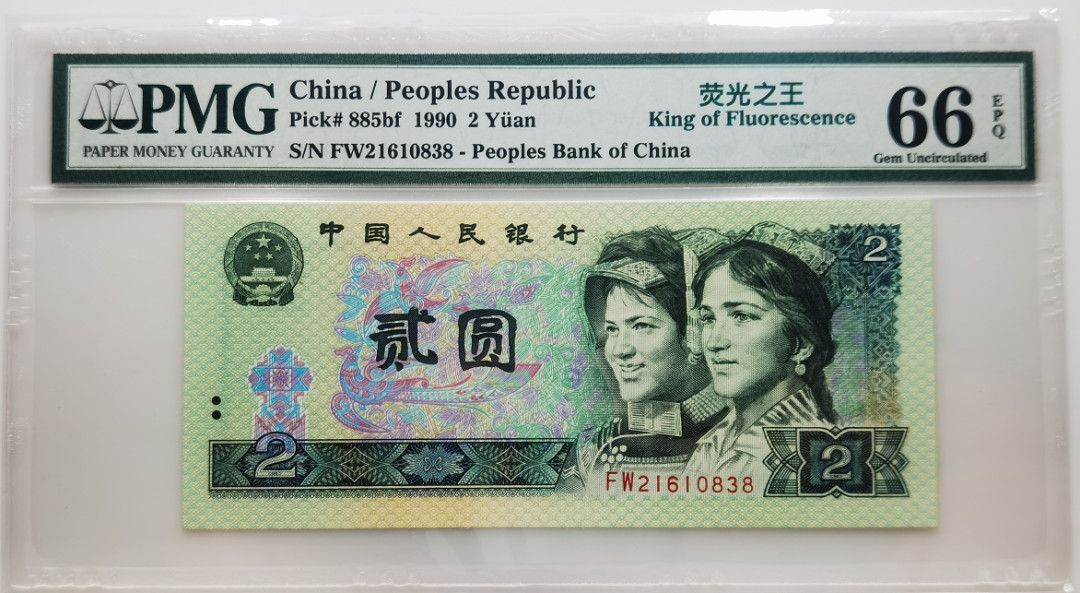 PMG
PAPER MONEY GUARANTY
China / Peoples Republic
Pick# 885bf 1990 2 Yüan
S/N FW21610838 - Peoples Bank of China
荧光之王
King of Fluorescence
66
EPQ
Gem Uncirculated
中国人民银行
2
贰圆
2
FW21610838
2